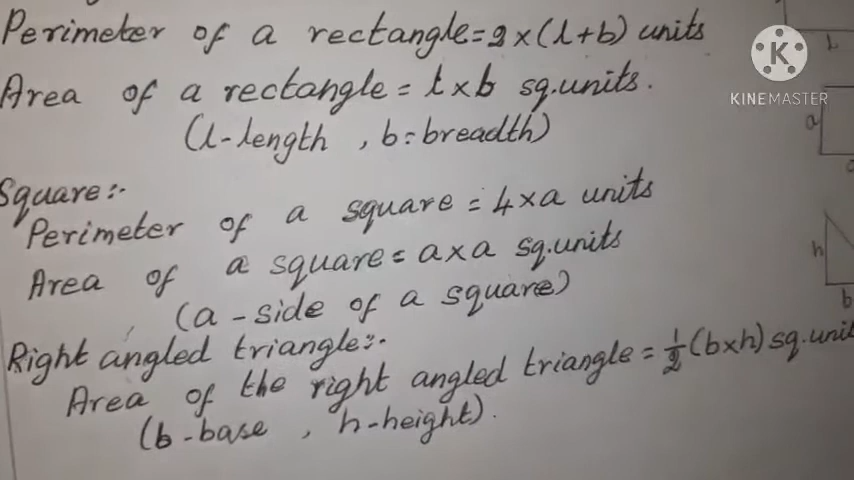 Perimeter of a rectangle = 2 × (l + b) units
Area of a rectangle = l × b sq.units.
(l - length , b = breadth)
Square :-
Perimeter of a square = 4 × a units
Area of a square = a × a sq.units
(a - side of a square)
Right angled triangle :-
Area of the right angled triangle = 1/2 (b × h) sq.unit
(b - base , h - height).
K
KINEMASTER
a
h
b